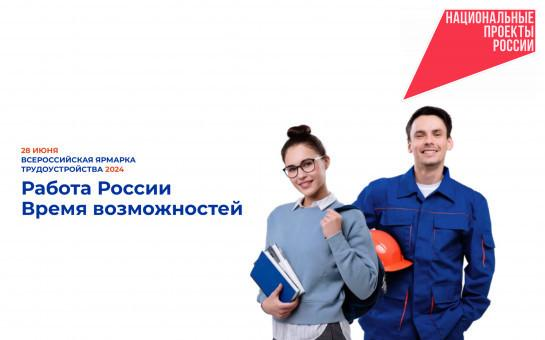 НАЦИОНАЛЬНЫЕ
ПРОЕКТЫ
РОССИИ
28 ИЮНЯ
ВСЕРОССИЙСКАЯ ЯРМАРКА
ТРУДОУСТРОЙСТВА 2024
Работа России
Время возможностей